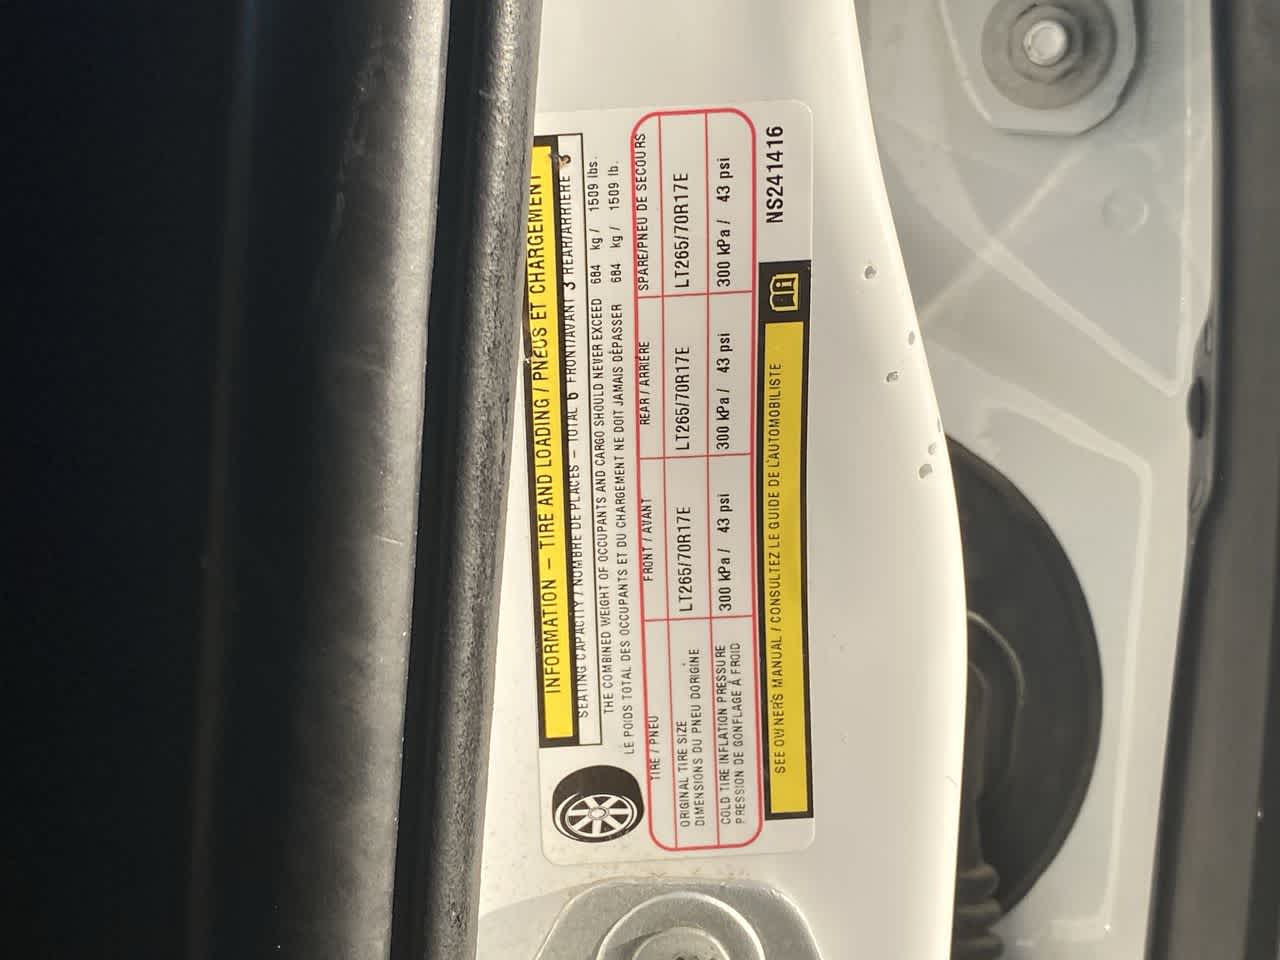 INFORMATION – TIRE AND LOADING / PNEUS ET CHARGEMENT
SEATING CAPACITY / NOMBRE DE PLACES – TOTAL 6 FRONT/AVANT 3 REAR/ARRIÈRE 3
THE COMBINED WEIGHT OF OCCUPANTS AND CARGO SHOULD NEVER EXCEED 684 kg / 1509 lbs.
LE POIDS TOTAL DES OCCUPANTS ET DU CHARGEMENT NE DOIT JAMAIS DÉPASSER 684 kg / 1509 lb.
TIRE / PNEU FRONT / AVANT REAR / ARRIÈRE SPARE/PNEU DE SECOURS
ORIGINAL TIRE SIZE
DIMENSIONS DU PNEU DORIGINE LT265/70R17E LT265/70R17E LT265/70R17E
COLD TIRE INFLATION PRESSURE
PRESSION DE GONFLAGE À FROID 300 kPa / 43 psi 300 kPa / 43 psi 300 kPa / 43 psi
SEE OWNER'S MANUAL / CONSULTEZ LE GUIDE DE L'AUTOMOBILISTE
NS241416